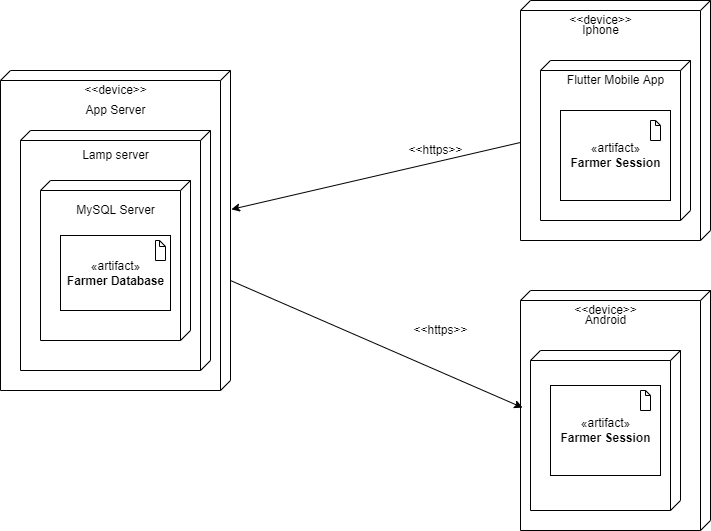 <<device>>
App Server
Lamp server
MySQL Server
«artifact»
Farmer Database
<<https>>
<<https>>
<<device>>
Iphone
Flutter Mobile App
«artifact»
Farmer Session
<<device>>
Android
«artifact»
Farmer Session